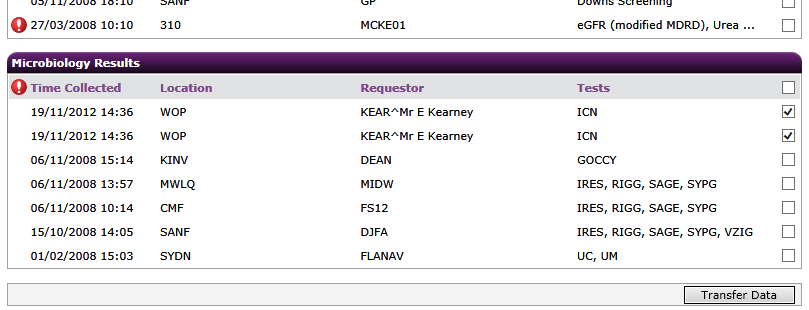 05/11/2008 18:10 SANF GP Downs Screening
27/03/2008 10:10 310 MCKE01 eGFR (modified MDRD), Urea ...
Microbiology Results
Time Collected Location Requestor Tests
19/11/2012 14:36 WOP KEAR^Mr E Kearney ICN
19/11/2012 14:36 WOP KEAR^Mr E Kearney ICN
06/11/2008 15:14 KINV DEAN GOCCY
06/11/2008 13:57 MWLQ MIDW IRES, RIGG, SAGE, SYPG
06/11/2008 10:14 CMF FS12 IRES, RIGG, SAGE, SYPG
15/10/2008 14:05 SANF DJFA IRES, RIGG, SAGE, SYPG, VZIG
01/02/2008 15:03 SYDN FLANAV UC, UM
Transfer Data